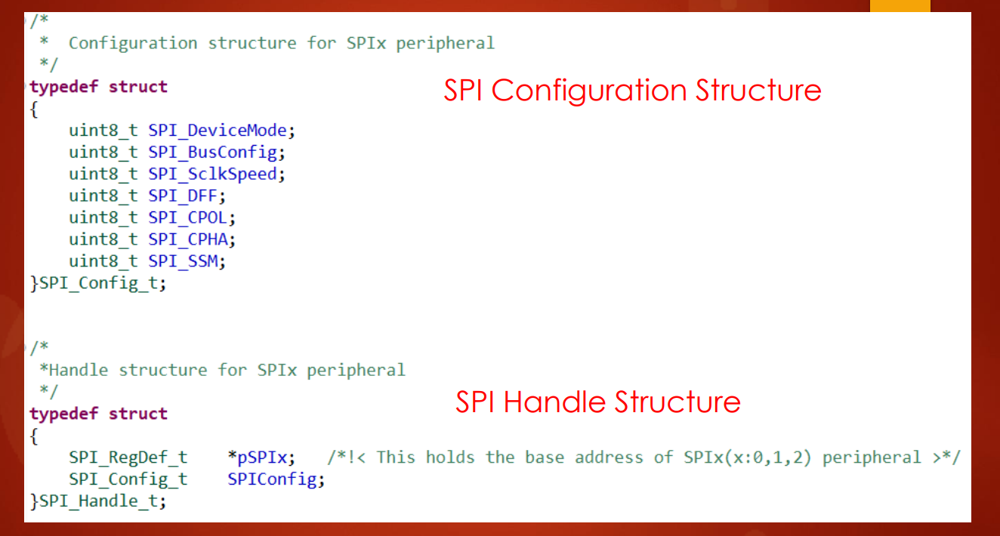 /*
*  Configuration structure for SPIx peripheral
*/
typedef struct
SPI Configuration Structure
{
uint8_t SPI_DeviceMode;
uint8_t SPI_BusConfig;
uint8_t SPI_SclkSpeed;
uint8_t SPI_DFF;
uint8_t SPI_CPOL;
uint8_t SPI_CPHA;
uint8_t SPI_SSM;
}SPI_Config_t;
/*
*Handle structure for SPIx peripheral
*/
SPI Handle Structure
typedef struct
{
SPI_RegDef_t    *pSPIx;   /*!< This holds the base address of SPIx(x:0,1,2) peripheral >*/
SPI_Config_t    SPIConfig;
}SPI_Handle_t;